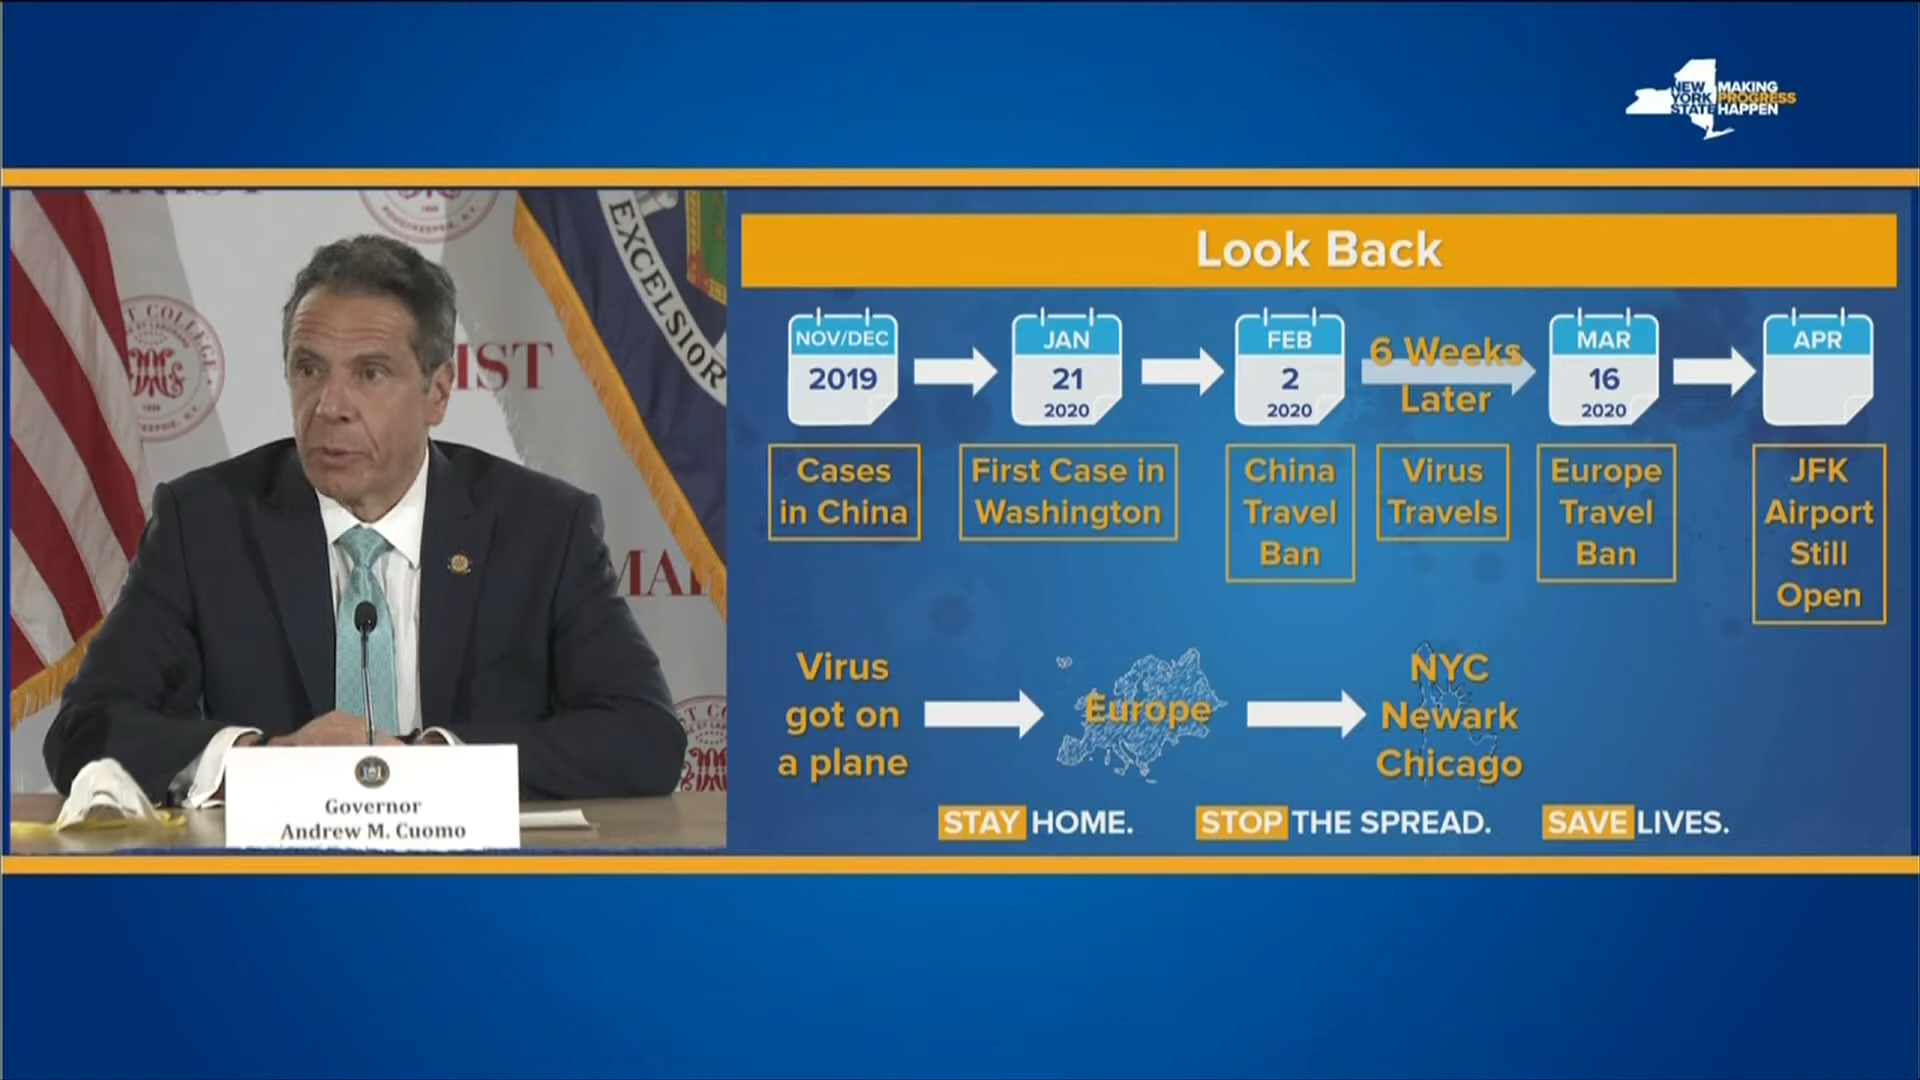 NEW
YORK
STATE
MAKING
PROGRESS
HAPPEN
EXCELSIOR
COLLEGE
IST
MA
Governor
Andrew M. Cuomo
Look Back
NOV/DEC
2019
JAN
21
2020
FEB
2
2020
6 Weeks
Later
MAR
16
2020
APR
Cases
in China
First Case in
Washington
China
Travel
Ban
Virus
Travels
Europe
Travel
Ban
JFK
Airport
Still
Open
Virus
got on
a plane
Europe
NYC
Newark
Chicago
STAY HOME. STOP THE SPREAD. SAVE LIVES.